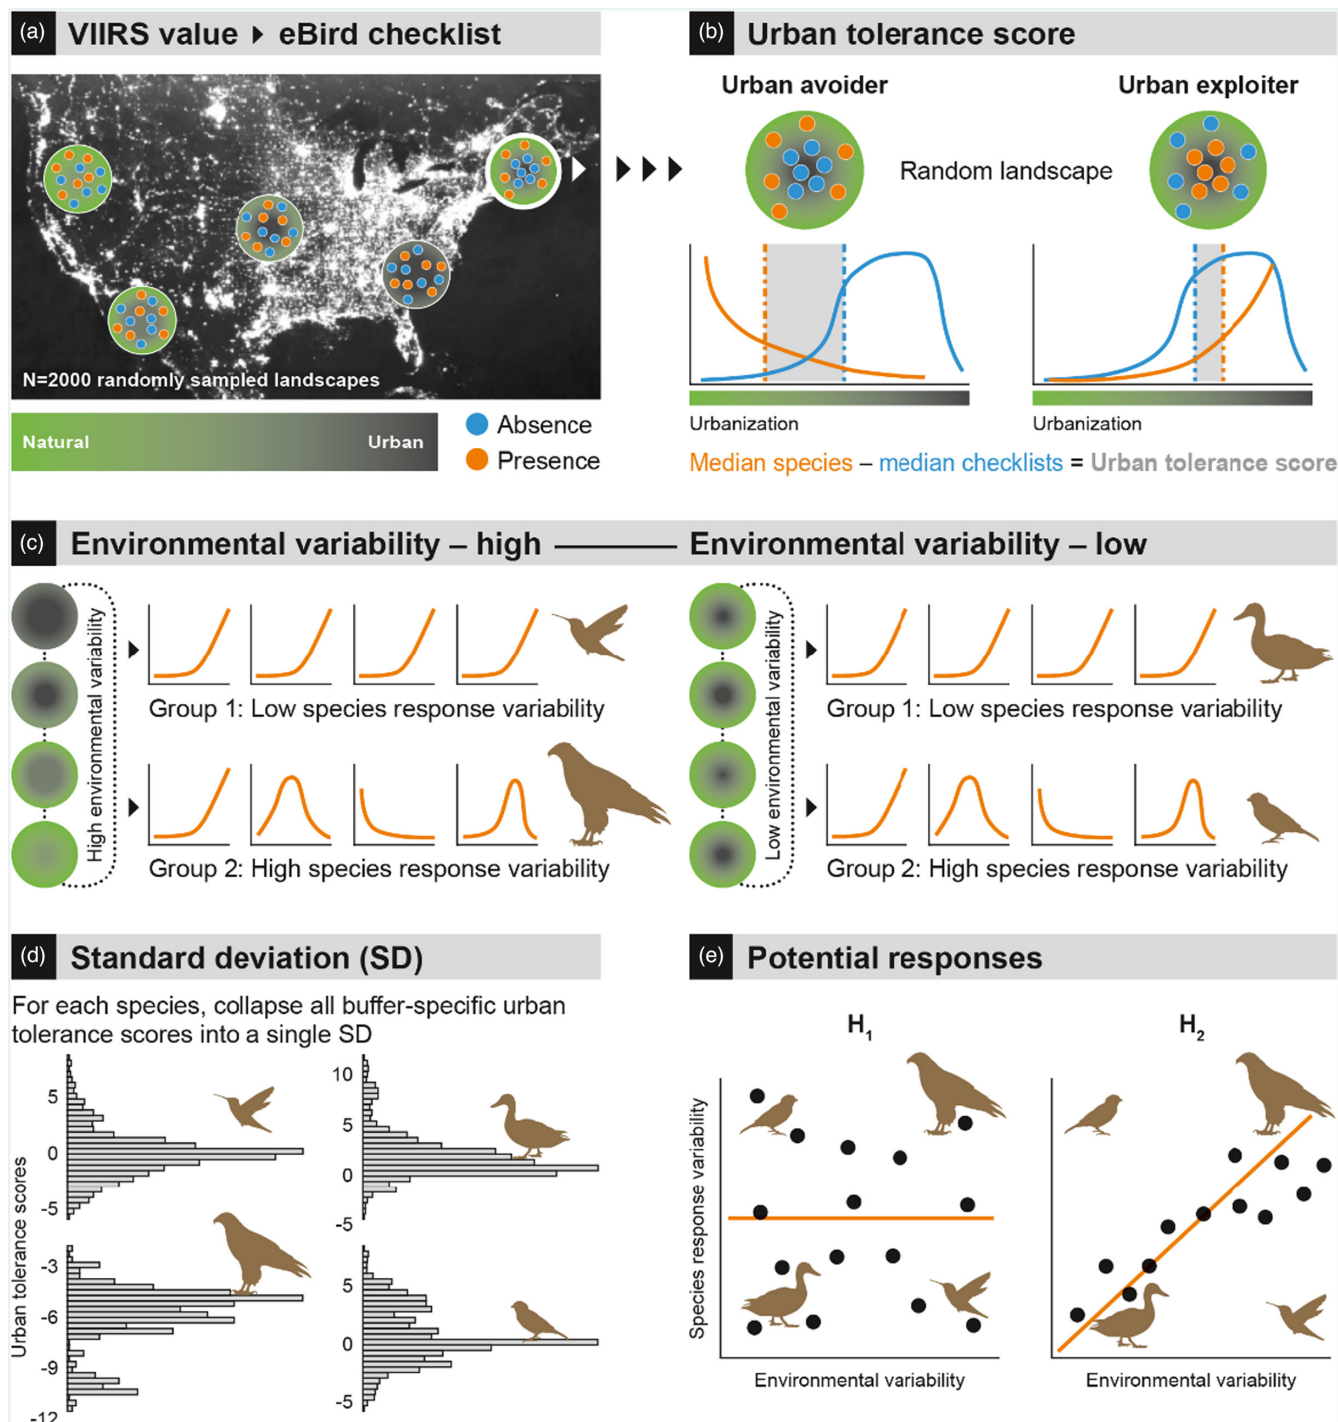 (a) VIIRS value ▸ eBird checklist
N=2000 randomly sampled landscapes
Natural
Urban
Absence
Presence
(b) Urban tolerance score
Urban avoider
Urban exploiter
Random landscape
Urbanization
Urbanization
Median species – median checklists = Urban tolerance score
(c) Environmental variability – high
Environmental variability – low
High environmental variability
Group 1: Low species response variability
Group 2: High species response variability
Low environmental variability
Group 1: Low species response variability
Group 2: High species response variability
(d) Standard deviation (SD)
For each species, collapse all buffer-specific urban
tolerance scores into a single SD
Urban tolerance scores
5
0
-5
10
5
0
-5
-3
-6
-9
-12
5
0
-5
(e) Potential responses
H1
H2
Species response variability
Environmental variability
Environmental variability